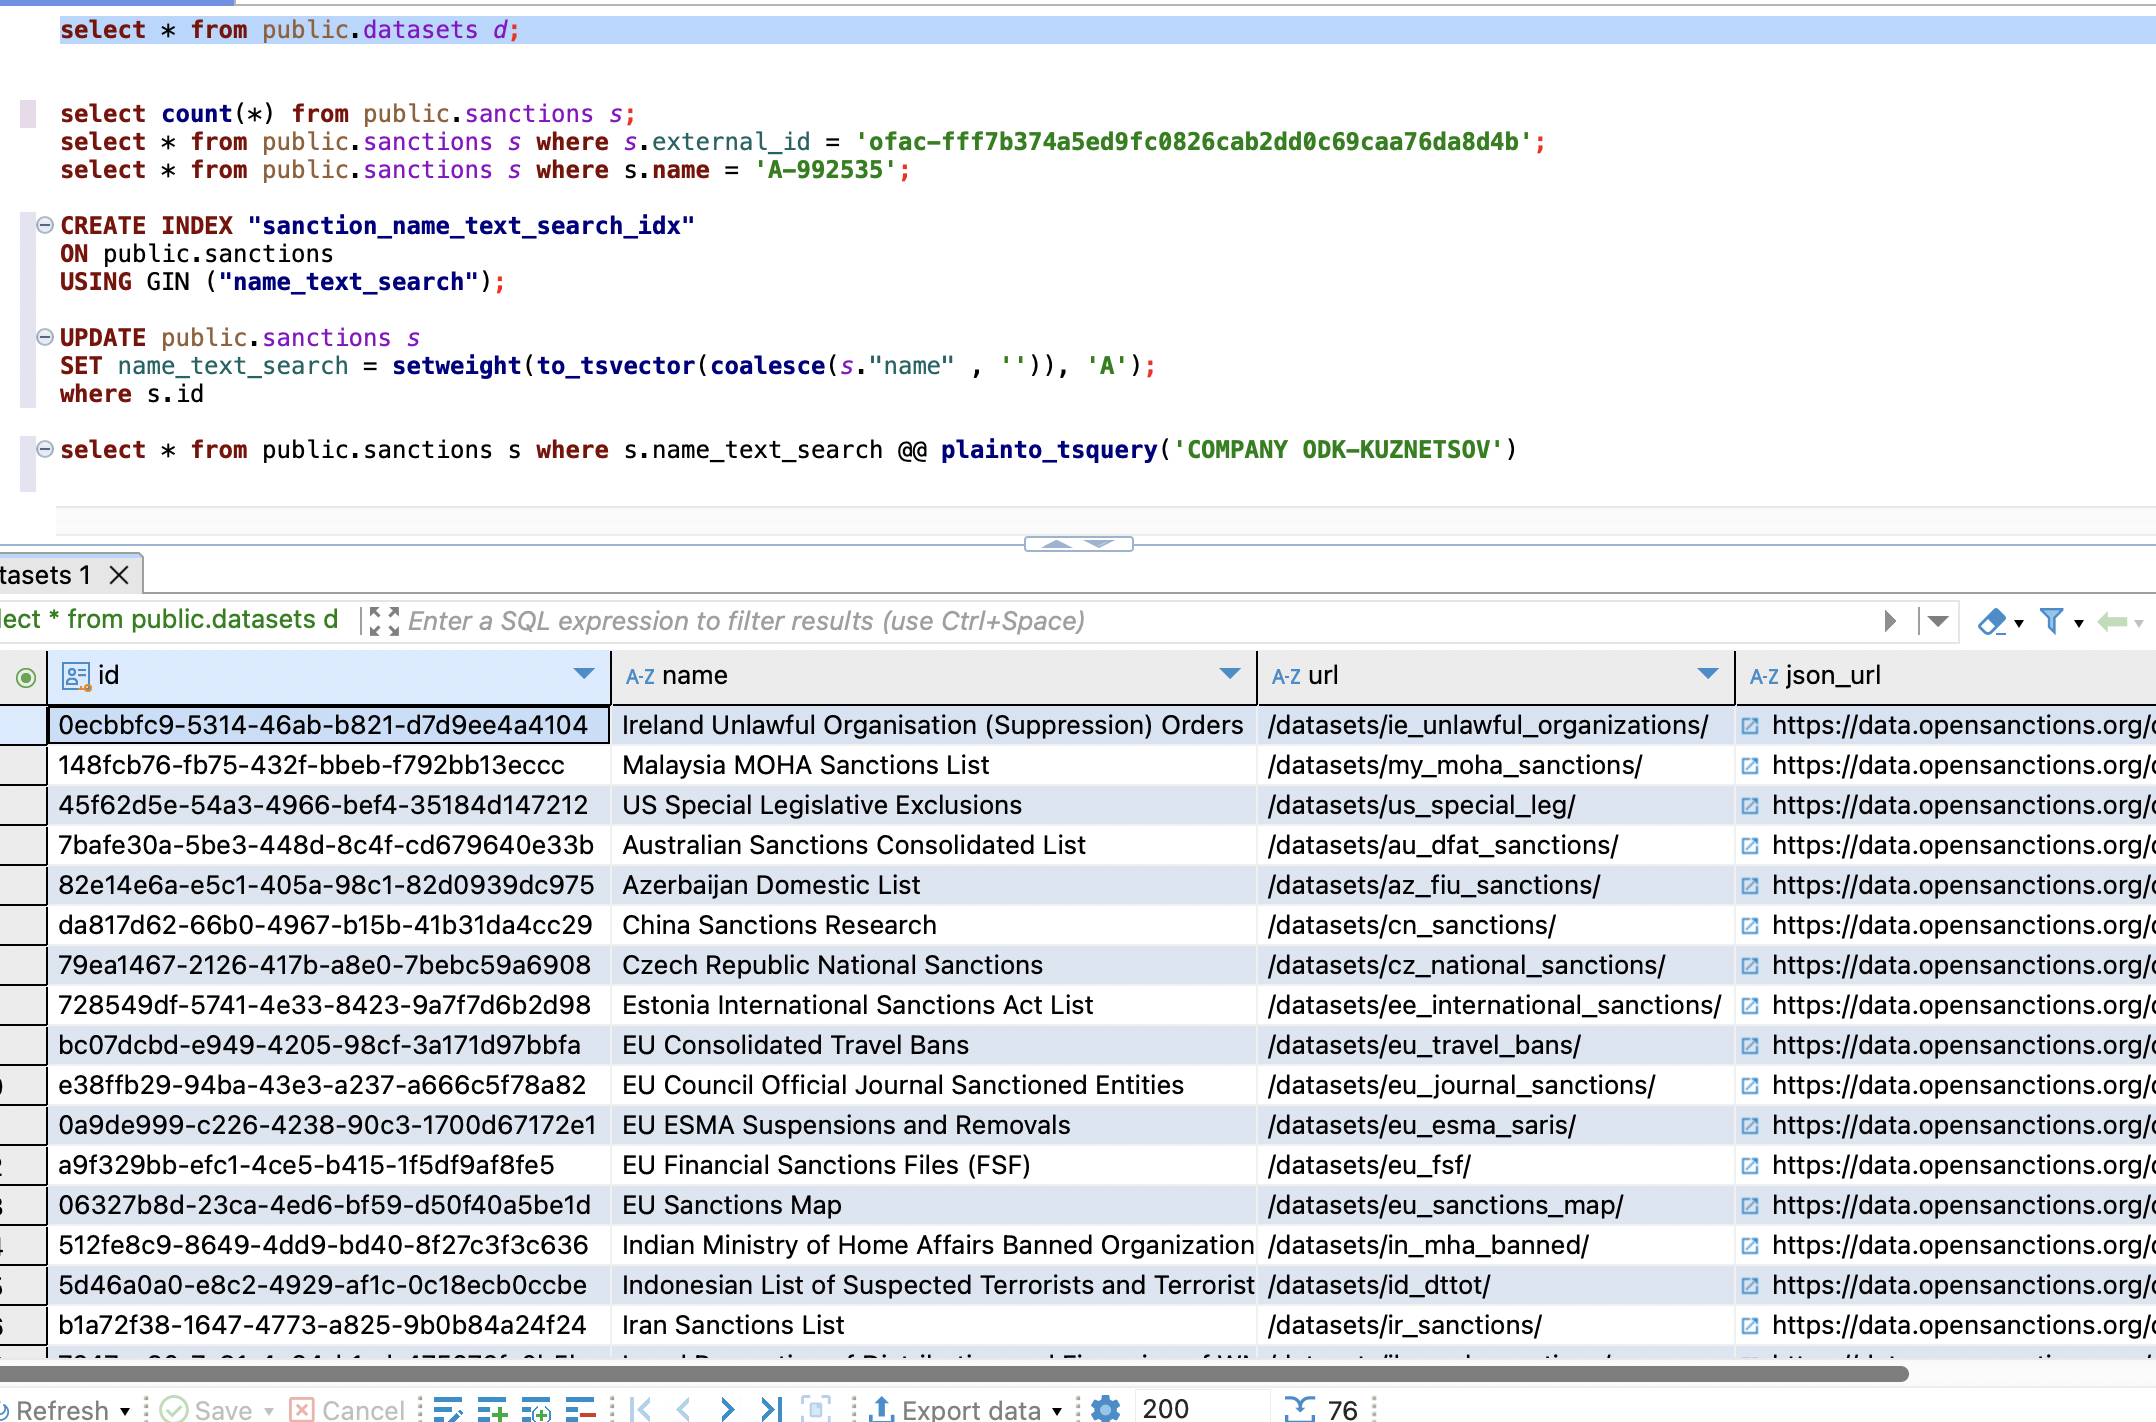 select * from public.datasets d;
select count(*) from public.sanctions s;
select * from public.sanctions s where s.external_id = 'ofac-fff7b374a5ed9fc0826cab2dd0c69caa76da8d4b';
select * from public.sanctions s where s.name = 'A-992535';
CREATE INDEX "sanction_name_text_search_idx"
ON public.sanctions
USING GIN ("name_text_search");
UPDATE public.sanctions s
SET name_text_search = setweight(to_tsvector(coalesce(s."name" , '')), 'A');
where s.id
select * from public.sanctions s where s.name_text_search @@ plainto_tsquery('COMPANY ODK-KUZNETSOV')
tasets 1
lect * from public.datasets d Enter a SQL expression to filter results (use Ctrl+Space)
id A-Z name A-Z url A-Z json_url
0ecbbfc9-5314-46ab-b821-d7d9ee4a4104 Ireland Unlawful Organisation (Suppression) Orders /datasets/ie_unlawful_organizations/ https://data.opensanctions.org/
148fcb76-fb75-432f-bbeb-f792bb13eccc Malaysia MOHA Sanctions List /datasets/my_moha_sanctions/ https://data.opensanctions.org/
45f62d5e-54a3-4966-bef4-35184d147212 US Special Legislative Exclusions /datasets/us_special_leg/ https://data.opensanctions.org/
7bafe30a-5be3-448d-8c4f-cd679640e33b Australian Sanctions Consolidated List /datasets/au_dfat_sanctions/ https://data.opensanctions.org/
82e14e6a-e5c1-405a-98c1-82d0939dc975 Azerbaijan Domestic List /datasets/az_fiu_sanctions/ https://data.opensanctions.org/
da817d62-66b0-4967-b15b-41b31da4cc29 China Sanctions Research /datasets/cn_sanctions/ https://data.opensanctions.org/
79ea1467-2126-417b-a8e0-7bebc59a6908 Czech Republic National Sanctions /datasets/cz_national_sanctions/ https://data.opensanctions.org/
728549df-5741-4e33-8423-9a7f7d6b2d98 Estonia International Sanctions Act List /datasets/ee_international_sanctions/ https://data.opensanctions.org/
bc07dcbd-e949-4205-98cf-3a171d97bbfa EU Consolidated Travel Bans /datasets/eu_travel_bans/ https://data.opensanctions.org/
e38ffb29-94ba-43e3-a237-a666c5f78a82 EU Council Official Journal Sanctioned Entities /datasets/eu_journal_sanctions/ https://data.opensanctions.org/
0a9de999-c226-4238-90c3-1700d67172e1 EU ESMA Suspensions and Removals /datasets/eu_esma_saris/ https://data.opensanctions.org/
a9f329bb-efc1-4ce5-b415-1f5df9af8fe5 EU Financial Sanctions Files (FSF) /datasets/eu_fsf/ https://data.opensanctions.org/
06327b8d-23ca-4ed6-bf59-d50f40a5be1d EU Sanctions Map /datasets/eu_sanctions_map/ https://data.opensanctions.org/
512fe8c9-8649-4dd9-bd40-8f27c3f3c636 Indian Ministry of Home Affairs Banned Organization /datasets/in_mha_banned/ https://data.opensanctions.org/
5d46a0a0-e8c2-4929-af1c-0c18ecb0ccbe Indonesian List of Suspected Terrorists and Terrorist /datasets/id_dttot/ https://data.opensanctions.org/
b1a72f38-1647-4773-a825-9b0b84a24f24 Iran Sanctions List /datasets/ir_sanctions/ https://data.opensanctions.org/
Refresh Save Cancel Export data 200 76